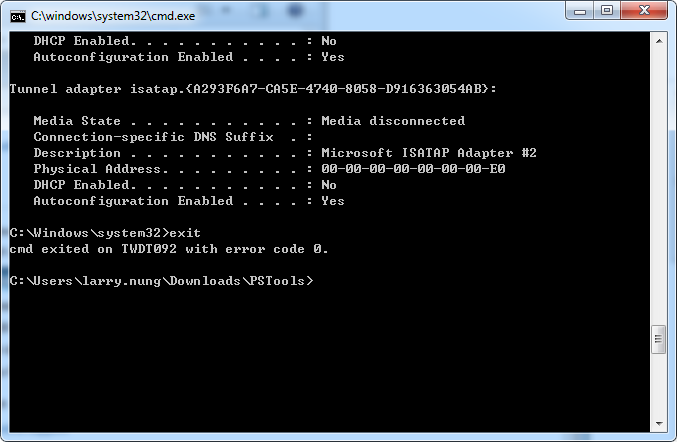 C:\windows\system32\cmd.exe
DHCP Enabled. . . . . . . . . . . : No
Autoconfiguration Enabled . . . . : Yes
Tunnel adapter isatap.{A293F6A7-CA5E-4740-8058-D916363054AB}:
Media State . . . . . . . . . . . : Media disconnected
Connection-specific DNS Suffix  . :
Description . . . . . . . . . . . : Microsoft ISATAP Adapter #2
Physical Address. . . . . . . . . : 00-00-00-00-00-00-00-E0
DHCP Enabled. . . . . . . . . . . : No
Autoconfiguration Enabled . . . . : Yes
C:\Windows\system32>exit
cmd exited on TWDT092 with error code 0.
C:\Users\larry.nung\Downloads\PSTools>